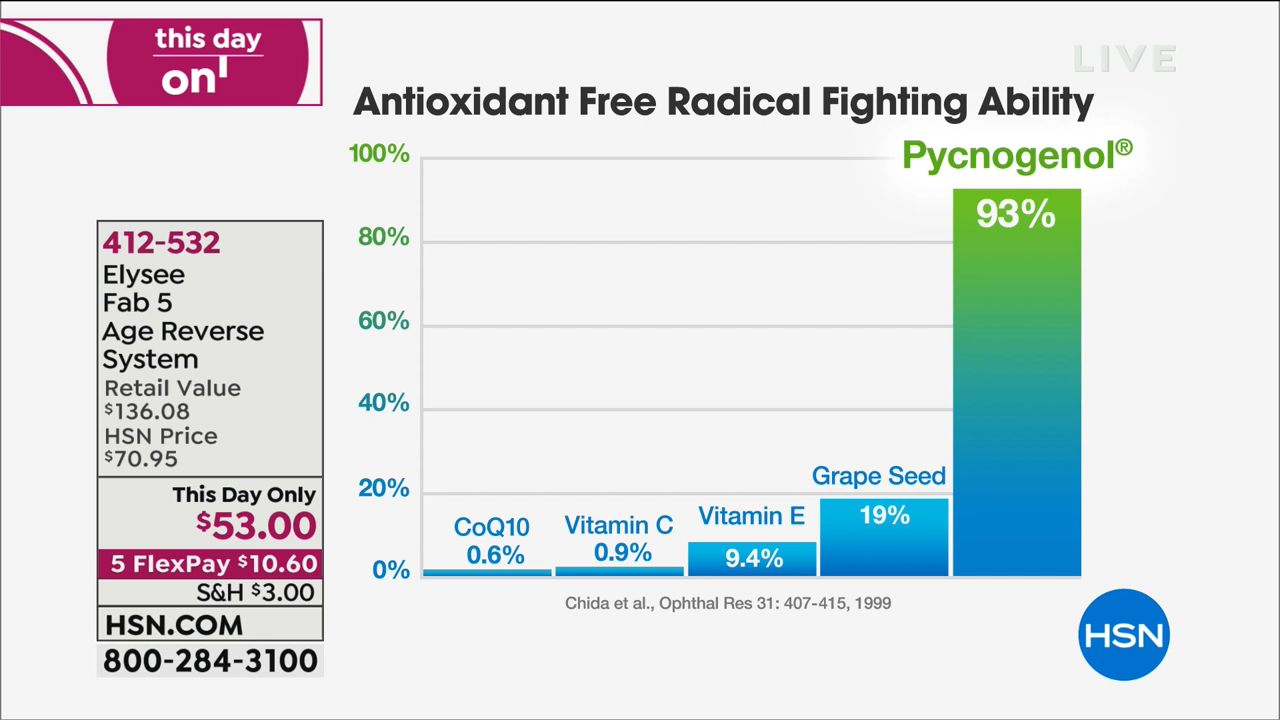 this day
on
LIVE
Antioxidant Free Radical Fighting Ability
100%
80%
60%
40%
20%
0%
CoQ10
0.6%
Vitamin C
0.9%
Vitamin E
9.4%
Grape Seed
19%
Pycnogenol®
93%
Chida et al., Ophthal Res 31: 407-415, 1999
412-532
Elysee
Fab 5
Age Reverse
System
Retail Value
$136.08
HSN Price
$70.95
This Day Only
$53.00
5 FlexPay $10.60
S&H $3.00
HSN.COM
800-284-3100
HSN